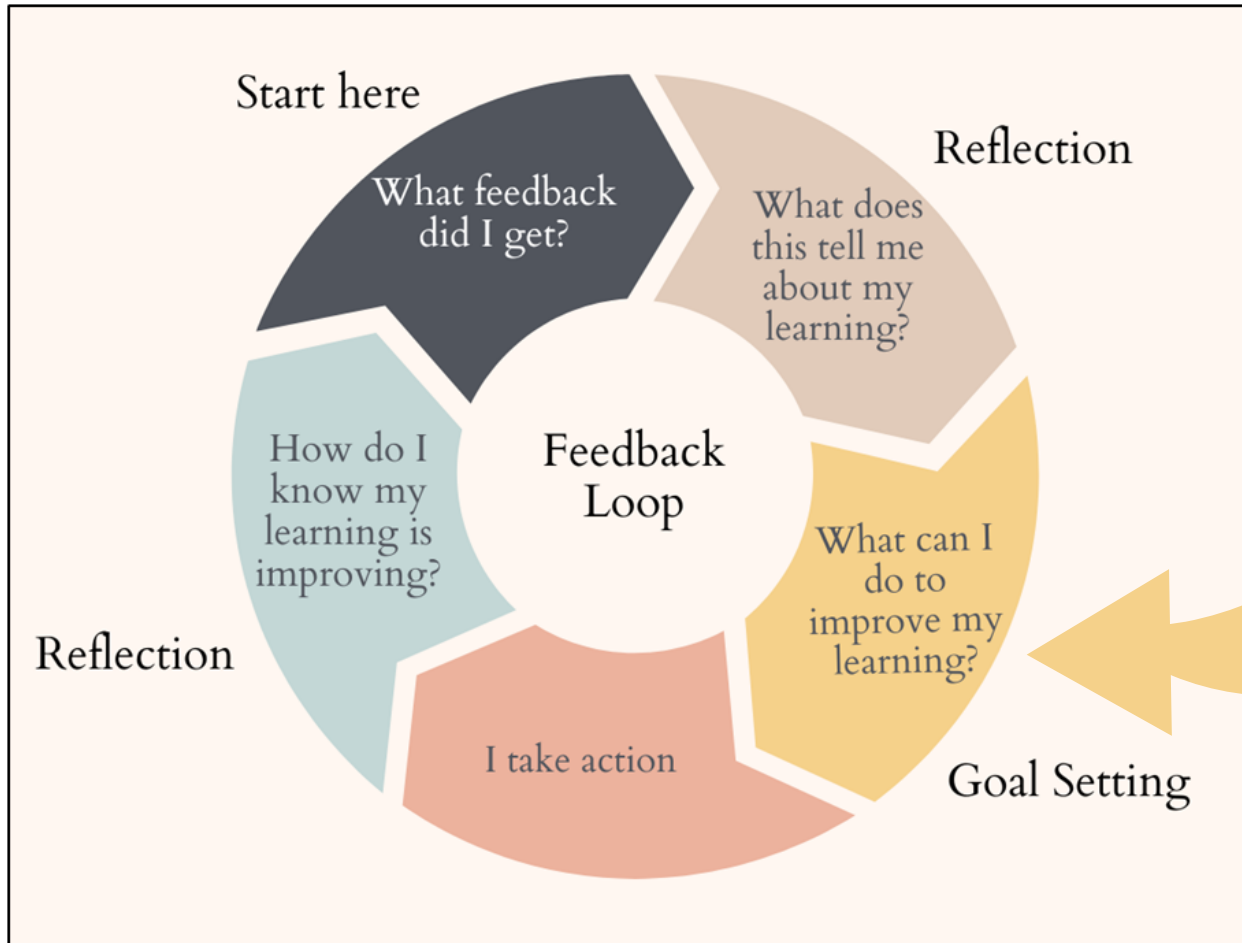 Start here
What feedback
did I get?
Reflection
What does
this tell me
about my
learning?
What can I
do to
improve my
learning?
Goal Setting
I take action
How do I
know my
learning is
improving?
Reflection
Feedback
Loop